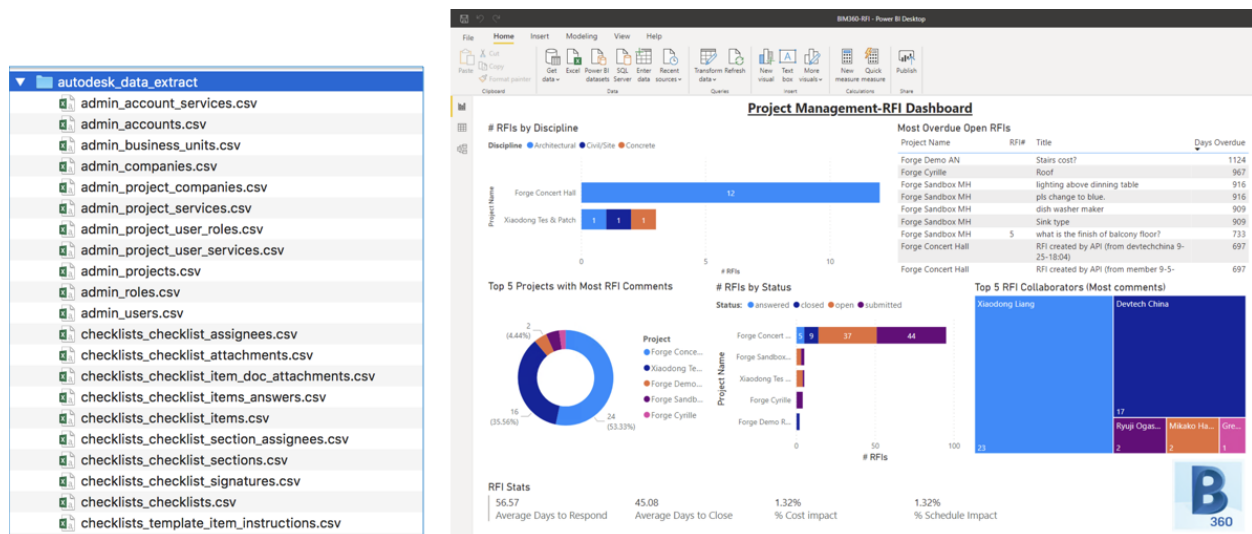 autodesk_data_extract
admin_account_services.csv
admin_accounts.csv
admin_business_units.csv
admin_companies.csv
admin_project_companies.csv
admin_project_services.csv
admin_project_user_roles.csv
admin_project_user_services.csv
admin_projects.csv
admin_roles.csv
admin_users.csv
checklists_checklist_assignees.csv
checklists_checklist_attachments.csv
checklists_checklist_item_doc_attachments.csv
checklists_checklist_items_answers.csv
checklists_checklist_items.csv
checklists_checklist_section_assignees.csv
checklists_checklist_sections.csv
checklists_checklist_signatures.csv
checklists_checklists.csv
checklists_template_item_instructions.csv
BIM360-RFI - Power BI Desktop
File Home Insert Modeling View Help
Paste
Cut
Copy
Format painter
Clipboard
Get data
Excel
Power BI datasets
SQL Server
Enter data
Recent sources
Data
Transform data
Refresh
Queries
New visual
Text box
More visuals
Insert
New measure
Quick measure
Calculations
Publish
Share
Project Management-RFI Dashboard
# RFIs by Discipline
Discipline Architectural Civil/Site Concrete
Project Name
Forge Concert Hall 12
Xiaodong Tes & Patch 1 1 1
0 5 10
# RFIs
Most Overdue Open RFIs
Project Name RFI# Title Days Overdue
Forge Demo AN Stairs cost? 1124
Forge Cyrille Roof 967
Forge Sandbox MH lighting above dinning table 916
Forge Sandbox MH pls change to blue. 916
Forge Sandbox MH dish washer maker 909
Forge Sandbox MH Sink type 909
Forge Sandbox MH 5 what is the finish of balcony floor? 733
Forge Concert Hall RFI created by API (from devtechchina 9- 697
25-18:04)
Forge Concert Hall RFI created by API (from member 9-5- 697
Top 5 Projects with Most RFI Comments
2
(4.44%)
16
(35.56%)
24
(53.33%)
Project
Forge Conce...
Xiaodong Te...
Forge Demo...
Forge Sandb...
Forge Cyrille
# RFIs by Status
Status: answered closed open submitted
Project Name
Forge Concert ... 5 9 37 44
Forge Sandbox...
Xiaodong Tes ...
Forge Cyrille
Forge Demo R...
0 50 100
# RFIs
Top 5 RFI Collaborators (Most comments)
Xiaodong Liang
23
Devtech China
17
Ryuji Ogas...
2
Mikako Ha...
2
Gre...
1
RFI Stats
56.57 45.08 1.32% 1.32%
Average Days to Respond Average Days to Close % Cost impact % Schedule Impact
B
360